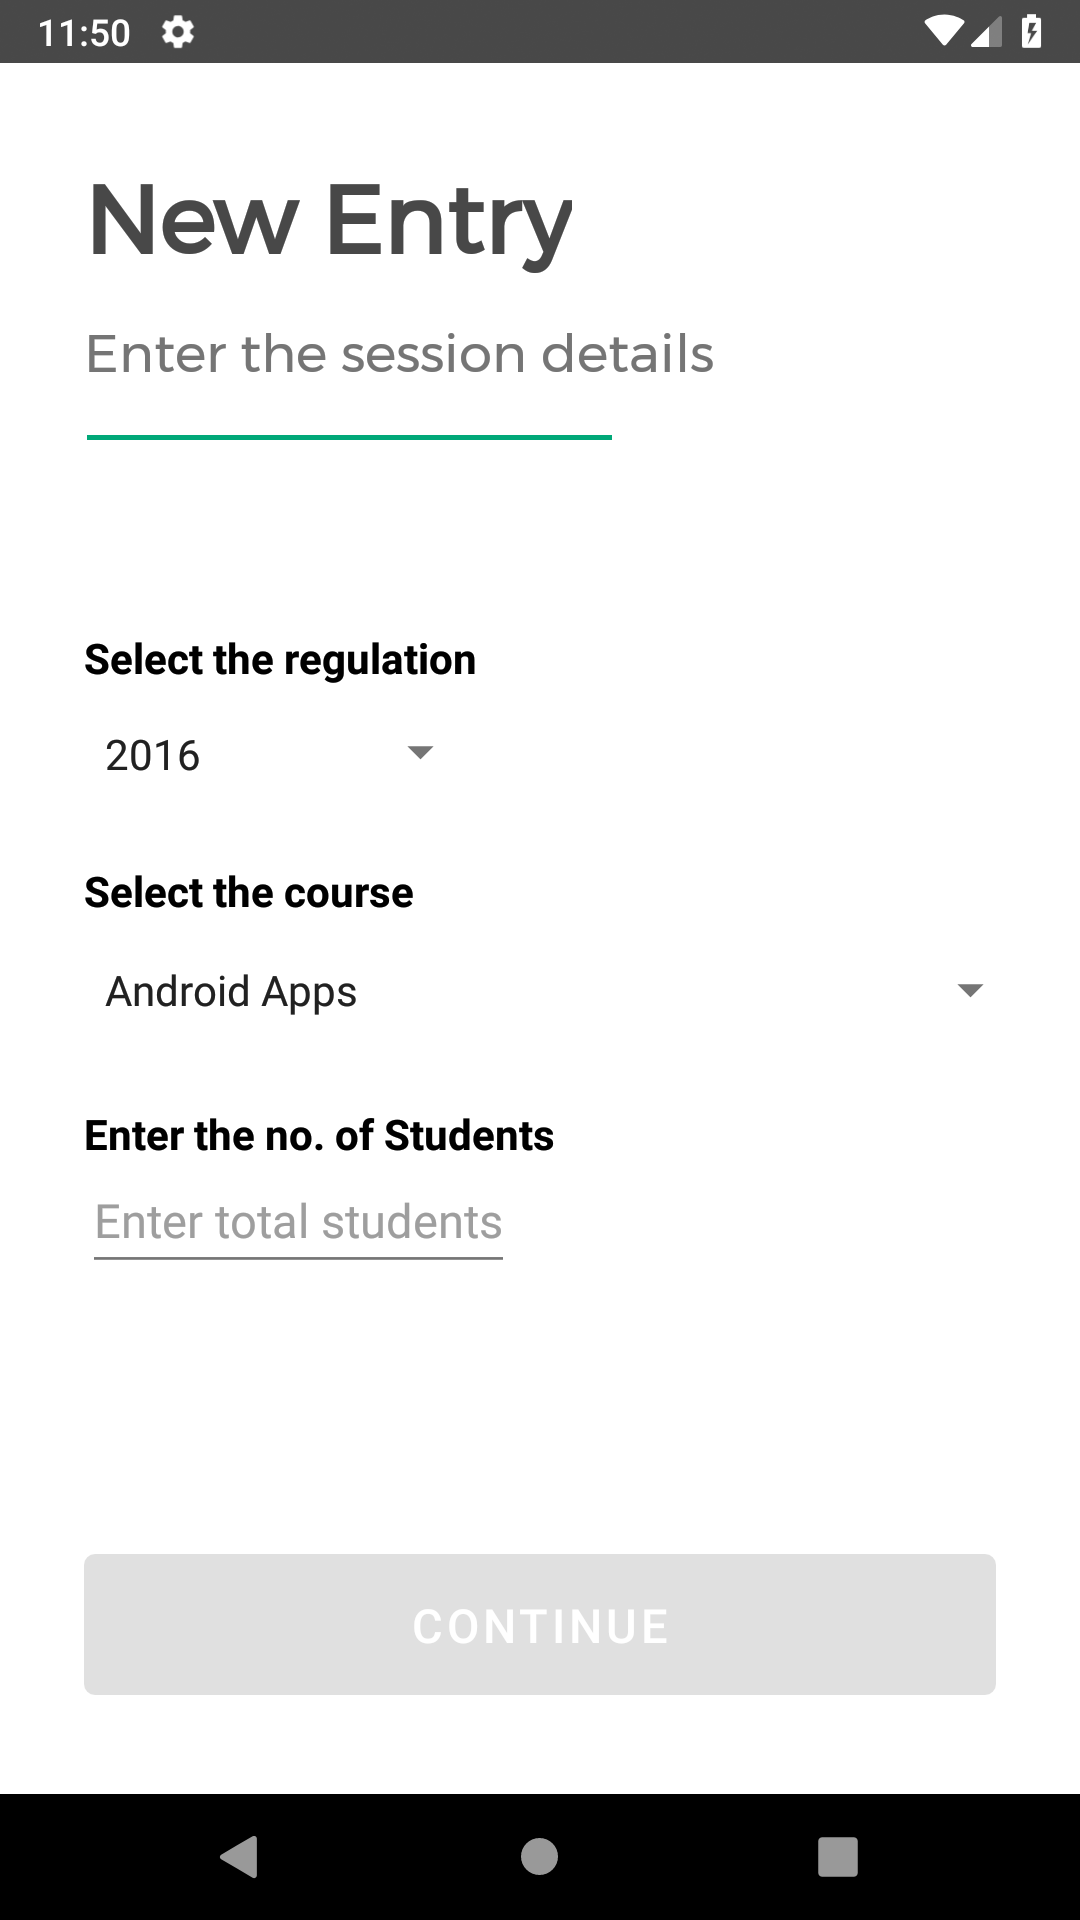 11:50
New Entry
Enter the session details
Select the regulation
2016
Select the course
Android Apps
Enter the no. of Students
Enter total students
CONTINUE